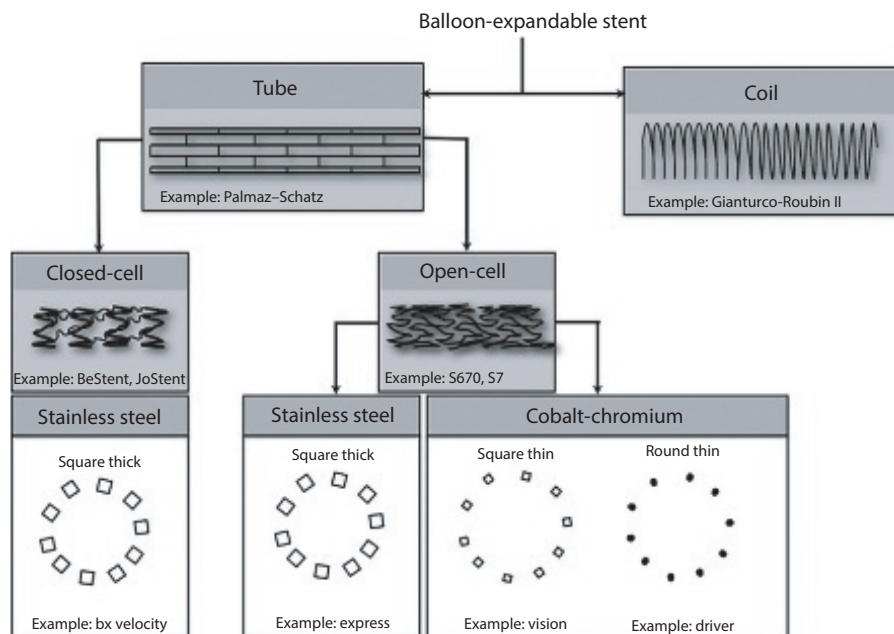 Balloon-expandable stent
Tube
Example: Palmaz–Schatz
Coil
Example: Gianturco-Roubin II
Closed-cell
Example: BeStent, JoStent
Open-cell
Example: S670, S7
Stainless steel
Square thick
Example: bx velocity
Stainless steel
Square thick
Example: express
Cobalt-chromium
Square thin
Example: vision
Round thin
Example: driver